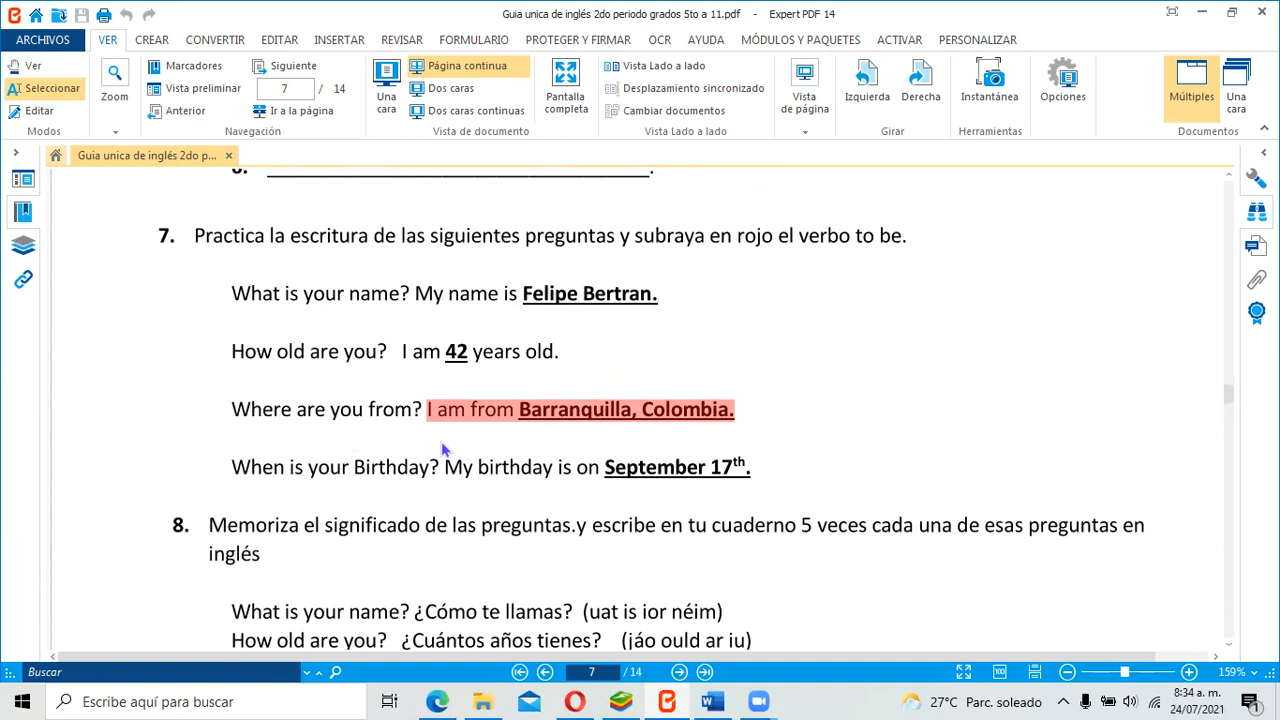 Guia unica de inglés 2do periodo grados 5to a 11.pdf - Expert PDF 14
ARCHIVOS VER CREAR CONVERTIR EDITAR INSERTAR REVISAR FORMULARIO PROTEGER Y FIRMAR OCR AYUDA MÓDULOS Y PAQUETES ACTIVAR PERSONALIZAR
Ver
Seleccionar
Editar
Modos
Zoom
Marcadores
Vista preliminar
Anterior
Siguiente
7 / 14
Ir a la página
Navegación
Una cara
Página continua
Dos caras
Dos caras continuas
Vista de documento
Pantalla completa
Vista Lado a lado
Desplazamiento sincronizado
Cambiar documentos
Vista Lado a lado
Vista de página
Izquierda
Derecha
Girar
Instantánea
Herramientas
Opciones
Múltiples
Una cara
Documentos
Guia unica de inglés 2do p...
7. Practica la escritura de las siguientes preguntas y subraya en rojo el verbo to be.
What is your name? My name is Felipe Bertran.
How old are you? I am 42 years old.
Where are you from? I am from Barranquilla, Colombia.
When is your Birthday? My birthday is on September 17th.
8. Memoriza el significado de las preguntas.y escribe en tu cuaderno 5 veces cada una de esas preguntas en
inglés
What is your name? ¿Cómo te llamas? (uat is ior néim)
How old are you? ¿Cuántos años tienes? (jáo ould ar iu)
Buscar
7 / 14
159%
Escribe aquí para buscar
27°C Parc. soleado
8:34 a. m.
24/07/2021